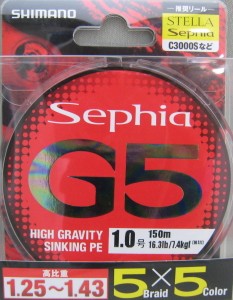 SHIMANO
推奨リール
STELLA
Sephia
C3000Sなど
Sephia
G5
HIGH GRAVITY
SINKING PE
1.0号
150m
16.3lb/7.4kgf
高比重
1.25～1.43
5 Braid × 5 Color